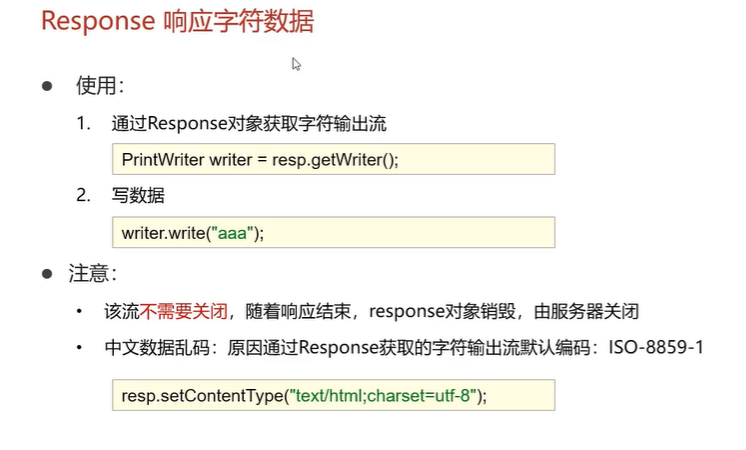 Response 响应字符数据
● 使用：
1. 通过Response对象获取字符输出流
PrintWriter writer = resp.getWriter();
2. 写数据
writer.write("aaa");
● 注意：
• 该流不需要关闭，随着响应结束，response对象销毁，由服务器关闭
• 中文数据乱码：原因通过Response获取的字符输出流默认编码：ISO-8859-1
resp.setContentType("text/html;charset=utf-8");